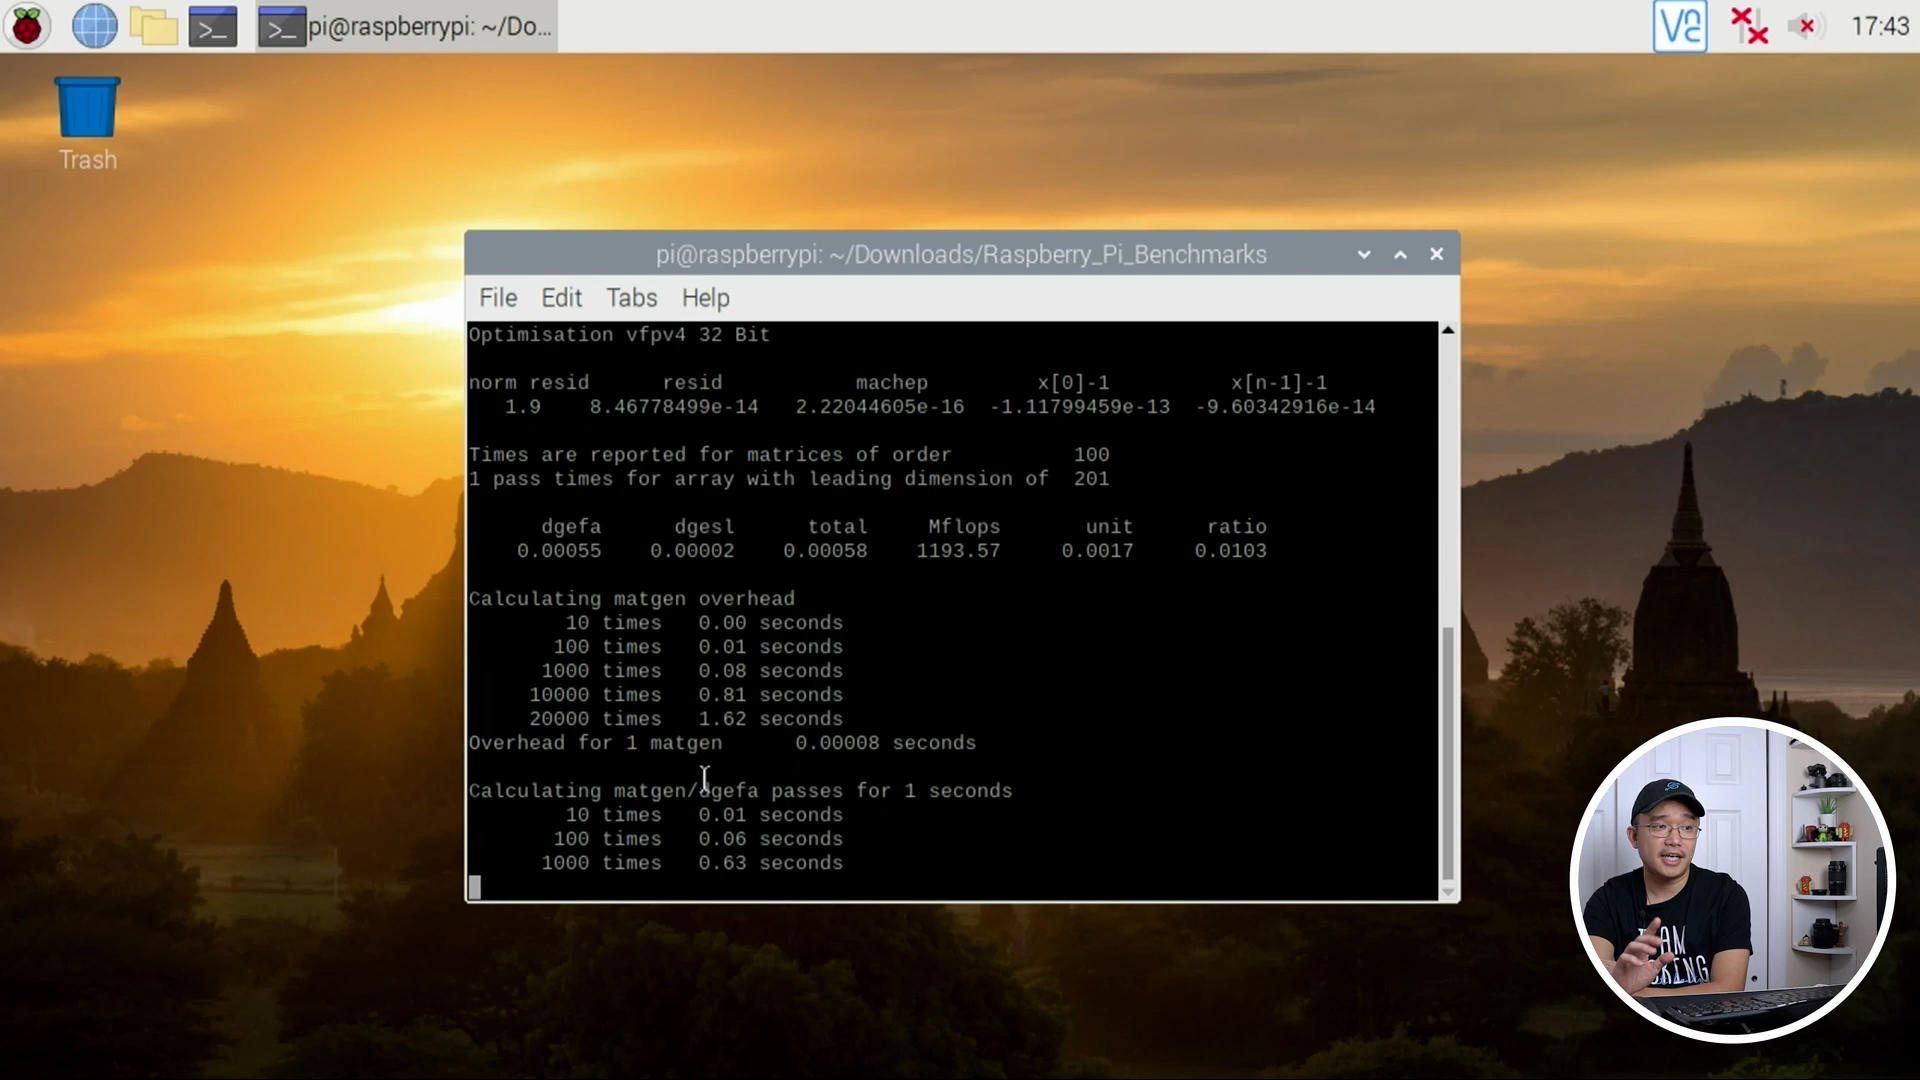 pi@raspberrypi: ~/Do...
17:43
Trash
pi@raspberrypi: ~/Downloads/Raspberry_Pi_Benchmarks
File Edit Tabs Help
Optimisation vfpv4 32 Bit
norm resid resid machep x[0]-1 x[n-1]-1
1.9 8.46778499e-14 2.22044605e-16 -1.11799459e-13 -9.60342916e-14
Times are reported for matrices of order 100
1 pass times for array with leading dimension of 201
dgefa dgesl total Mflops unit ratio
0.00055 0.00002 0.00058 1193.57 0.0017 0.0103
Calculating matgen overhead
10 times 0.00 seconds
100 times 0.01 seconds
1000 times 0.08 seconds
10000 times 0.81 seconds
20000 times 1.62 seconds
Overhead for 1 matgen 0.00008 seconds
Calculating matgen/dgefa passes for 1 seconds
10 times 0.01 seconds
100 times 0.06 seconds
1000 times 0.63 seconds